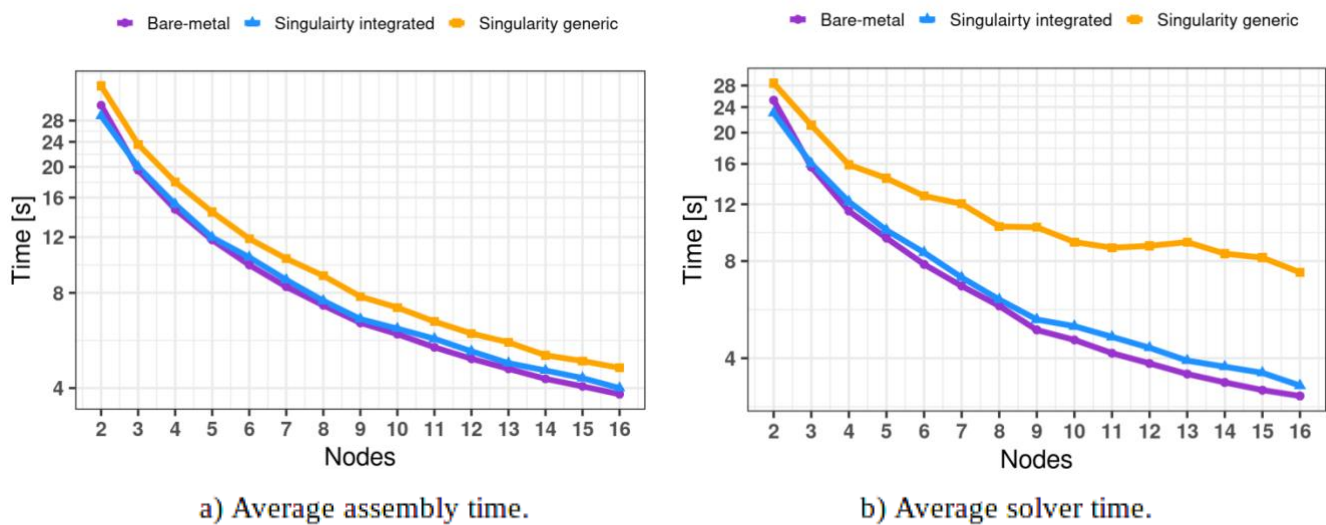 Bare-metal Singulairty integrated Singularity generic
Time [s]
28
24
20
16
12
8
4
2 3 4 5 6 7 8 9 10 11 12 13 14 15 16
Nodes
a) Average assembly time.
Bare-metal Singulairty integrated Singularity generic
Time [s]
28
24
20
16
12
8
4
2 3 4 5 6 7 8 9 10 11 12 13 14 15 16
Nodes
b) Average solver time.